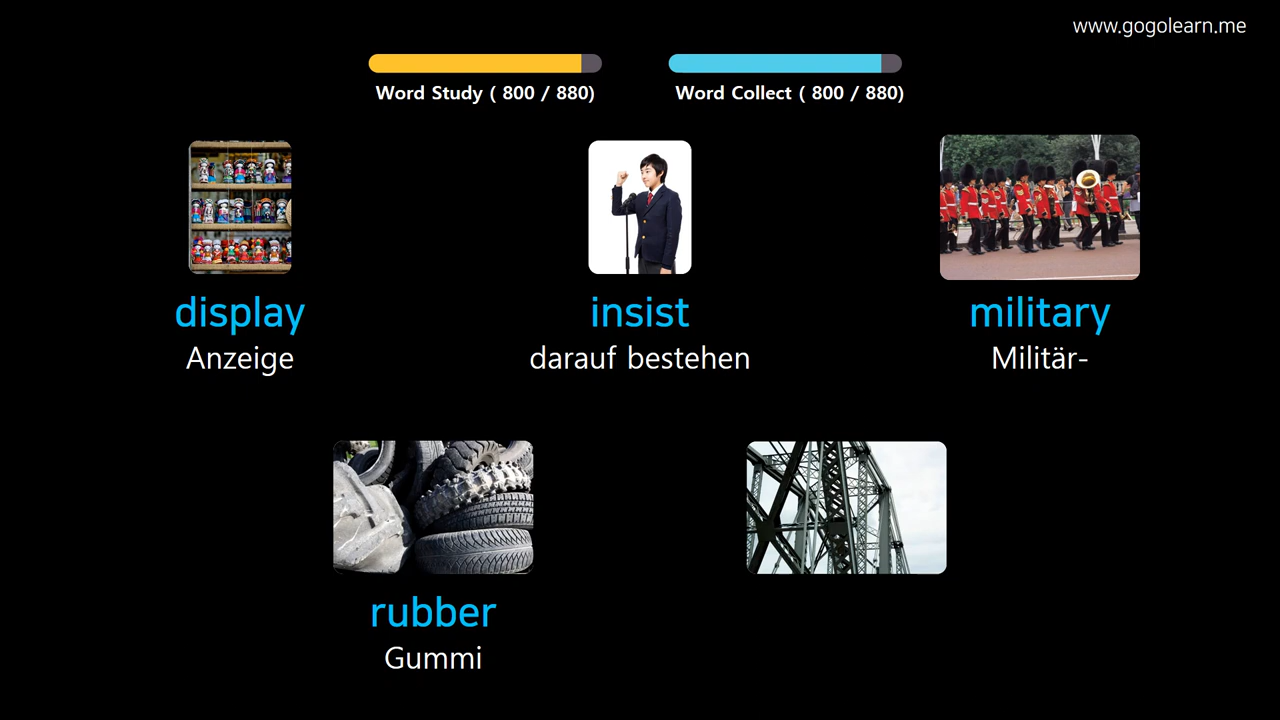 www.gogolearn.me
Word Study ( 800 / 880)
Word Collect ( 800 / 880)
display
Anzeige
insist
darauf bestehen
military
Militär-
rubber
Gummi